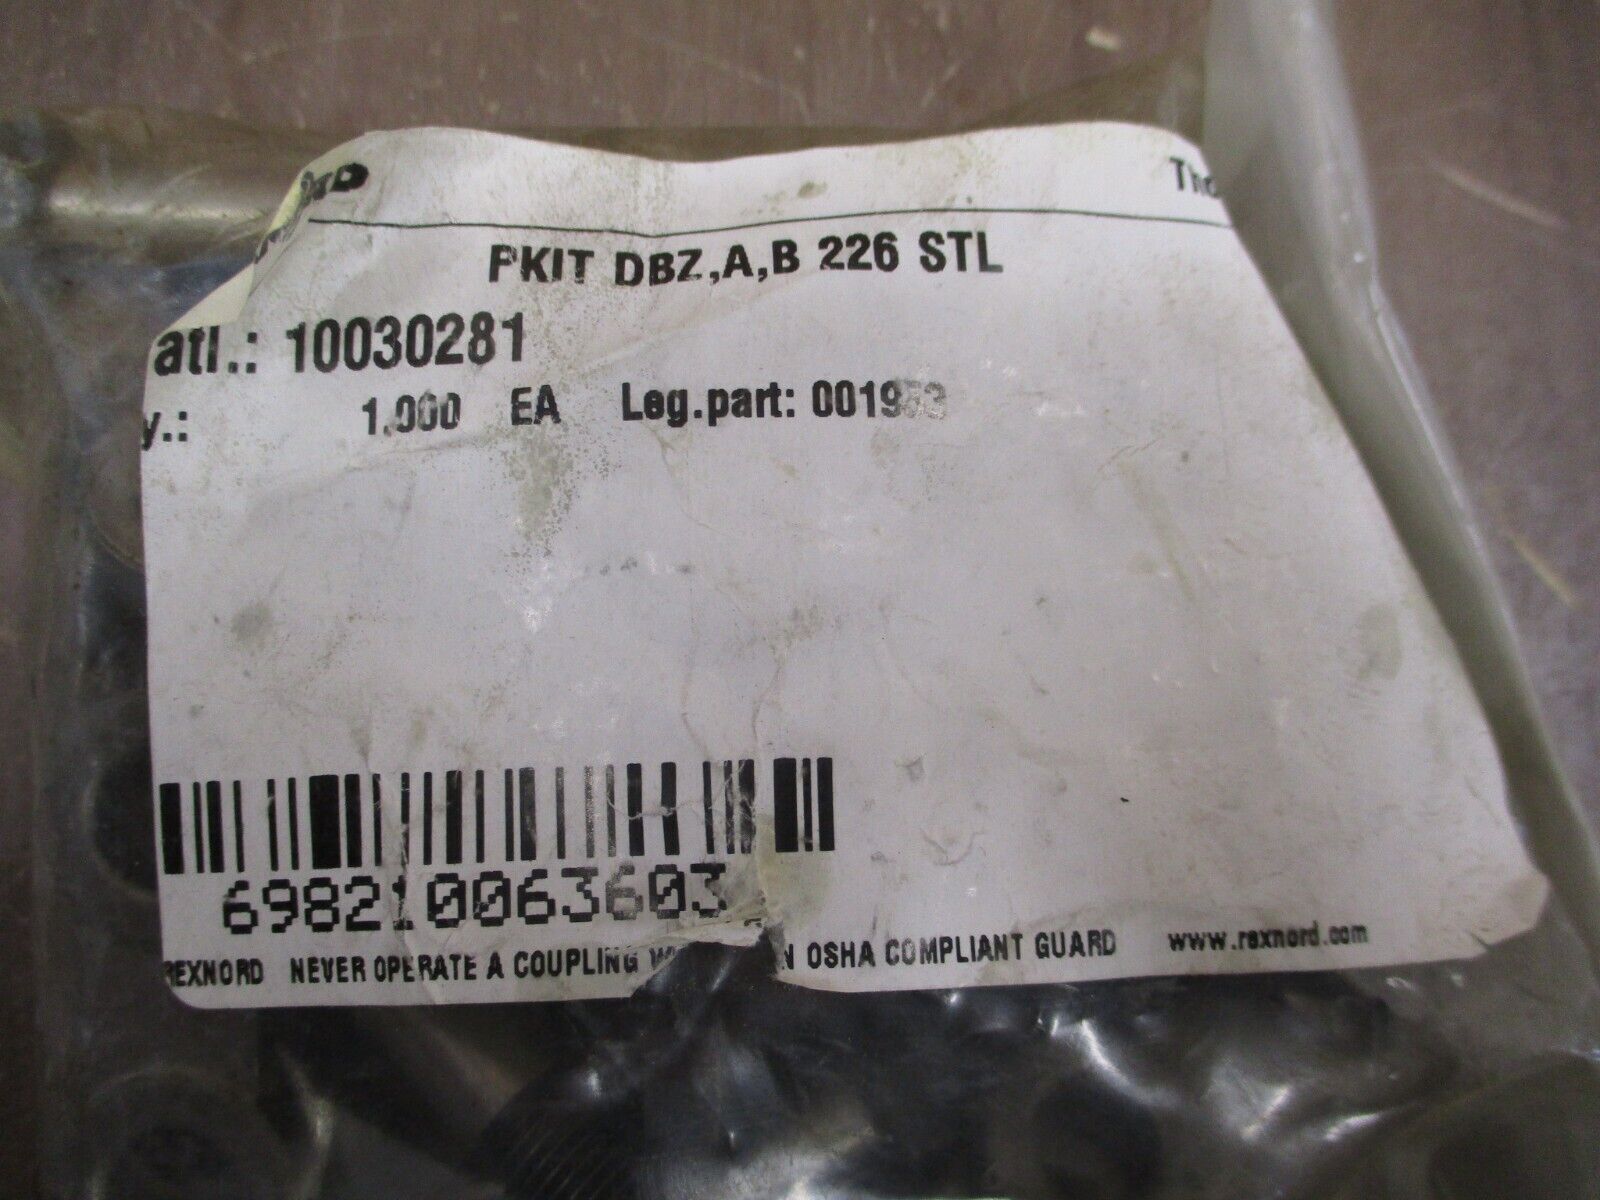 PKIT DBZ,A,B 226 STL
atl.: 10030281
y.: 1.000 EA Leg.part: 001953
698210063603
REXNORD NEVER OPERATE A COUPLING OSHA COMPLIANT GUARD www.rexnord.com